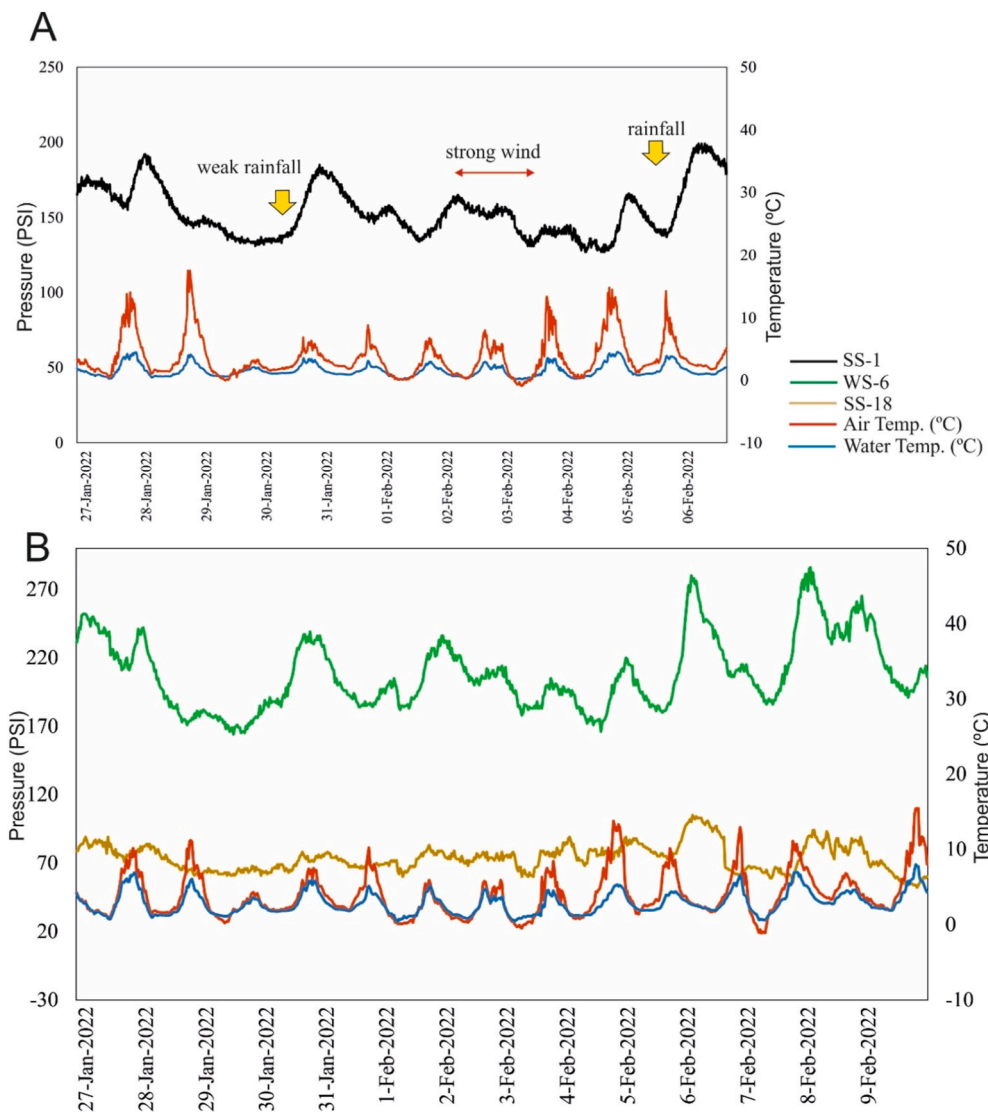 A
250
200
150
100
50
0
Pressure (PSI)
50
40
30
20
10
0
-10
Temperature (ºC)
weak rainfall
strong wind
rainfall
27-Jan-2022
28-Jan-2022
29-Jan-2022
30-Jan-2022
31-Jan-2022
01-Feb-2022
02-Feb-2022
03-Feb-2022
04-Feb-2022
05-Feb-2022
06-Feb-2022
SS-1
WS-6
SS-18
Air Temp. (ºC)
Water Temp. (ºC)
B
270
220
170
120
70
20
-30
Pressure (PSI)
50
40
30
20
10
0
-10
Temperature (ºC)
27-Jan-2022
28-Jan-2022
29-Jan-2022
30-Jan-2022
31-Jan-2022
1-Feb-2022
2-Feb-2022
3-Feb-2022
4-Feb-2022
5-Feb-2022
6-Feb-2022
7-Feb-2022
8-Feb-2022
9-Feb-2022